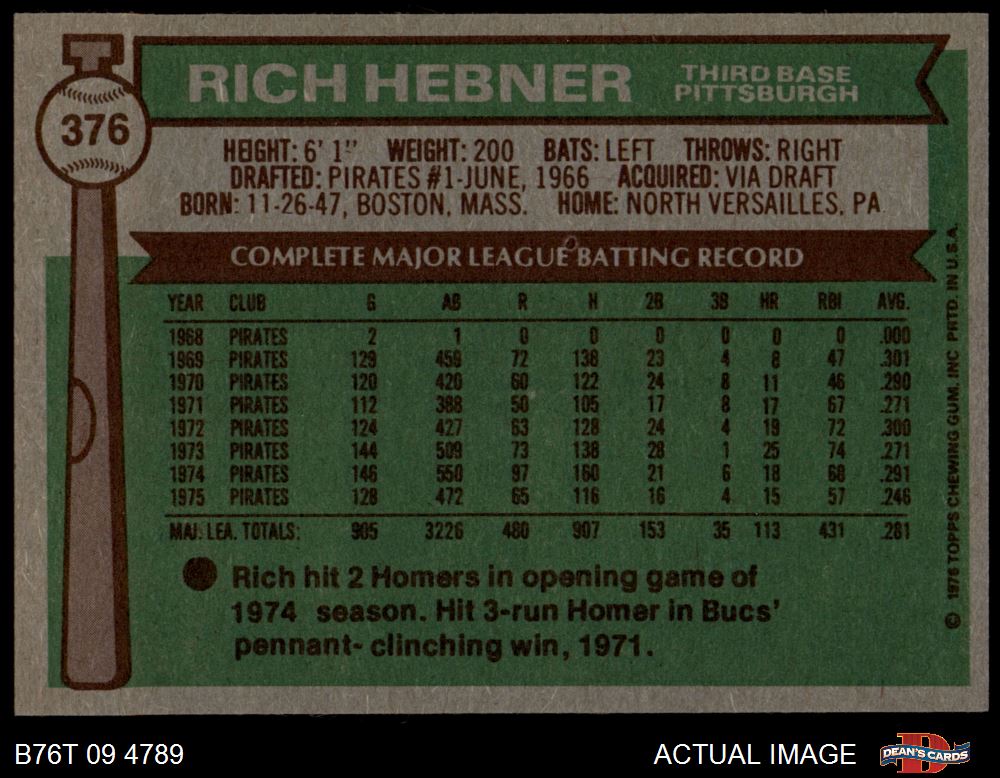 376
RICH HEBNER
THIRD BASE
PITTSBURGH
HEIGHT: 6' 1" WEIGHT: 200 BATS: LEFT THROWS: RIGHT
DRAFTED: PIRATES #1-JUNE, 1966 ACQUIRED: VIA DRAFT
BORN: 11-26-47, BOSTON, MASS. HOME: NORTH VERSAILLES, PA.
COMPLETE MAJOR LEAGUE BATTING RECORD
YEAR CLUB G AB R H 2B 3B HR RBI AVG.
1968 PIRATES 2 1 0 0 0 0 0 0 .000
1969 PIRATES 129 459 72 138 23 4 8 47 .301
1970 PIRATES 120 420 60 122 24 8 11 46 .290
1971 PIRATES 112 388 50 105 17 8 17 67 .271
1972 PIRATES 124 427 63 128 24 4 19 72 .300
1973 PIRATES 144 509 73 138 28 1 25 74 .271
1974 PIRATES 146 550 97 160 21 6 18 68 .291
1975 PIRATES 128 472 65 116 16 4 15 57 .246
MAJ. LEA. TOTALS: 905 3226 480 907 153 35 113 431 .281
Rich hit 2 Homers in opening game of
1974 season. Hit 3-run Homer in Bucs'
pennant- clinching win, 1971.
© 1976 TOPPS CHEWING GUM, INC PRTD. IN U.S.A.
B76T 09 4789
ACTUAL IMAGE
DEAN'S CARDS